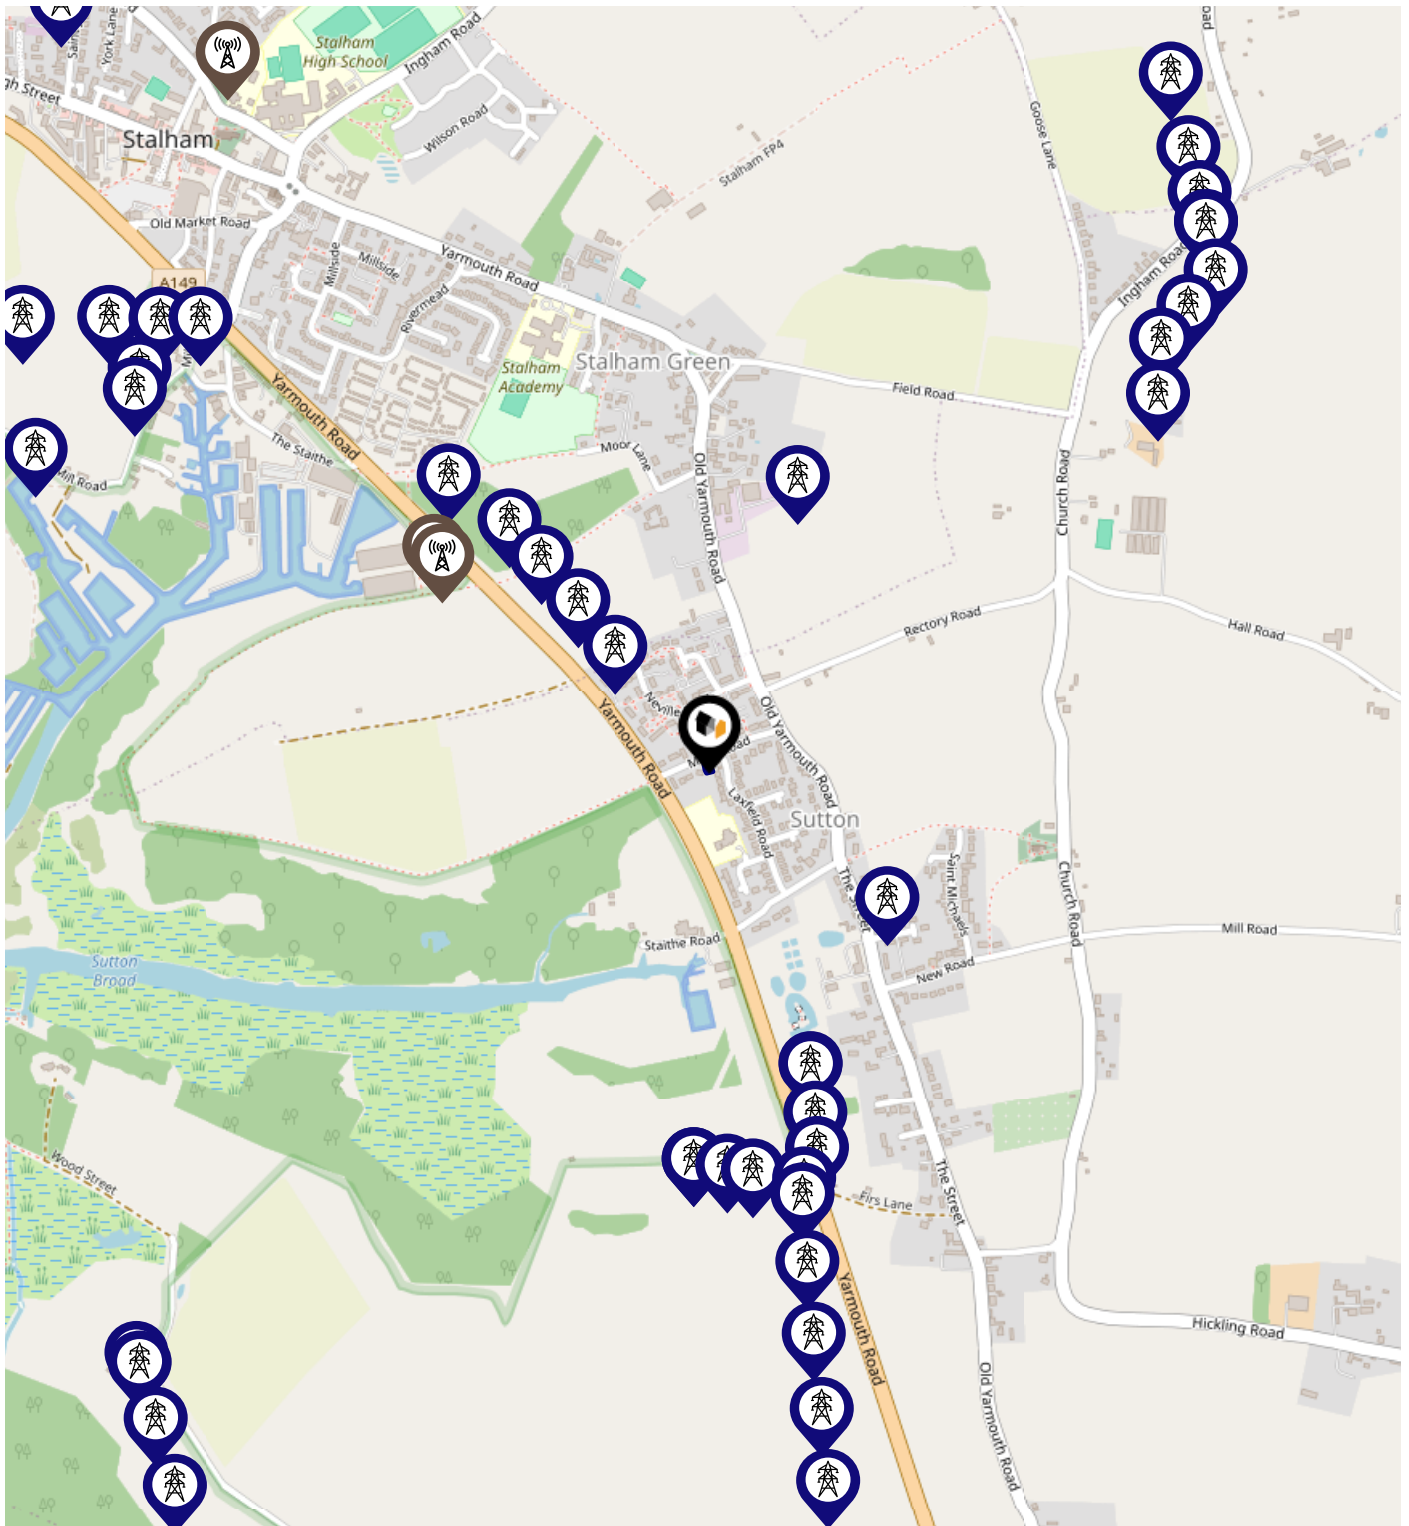 York Lane
Ingham Road
Stalham
High School
Wilson Road
Stalham
Goose Lane
Stalham FP4
Old Market Road
A149
Millside
Millside
Yarmouth Road
Rivermead
Ingham Road
Stalham Green
Stalham
Academy
Field Road
Yarmouth Road
The Staithe
Moor Lane
Mill Road
Old Yarmouth Road
Church Road
Rectory Road
Hall Road
Neville
Yarmouth Road
Old Yarmouth Road
Laxfield Road
Sutton
The Street
Saint Michaels
Church Road
Mill Road
Staithe Road
New Road
Sutton
Broad
Wood Street
Firs Lane
The Street
Yarmouth Road
Hickling Road
Old Yarmouth Road